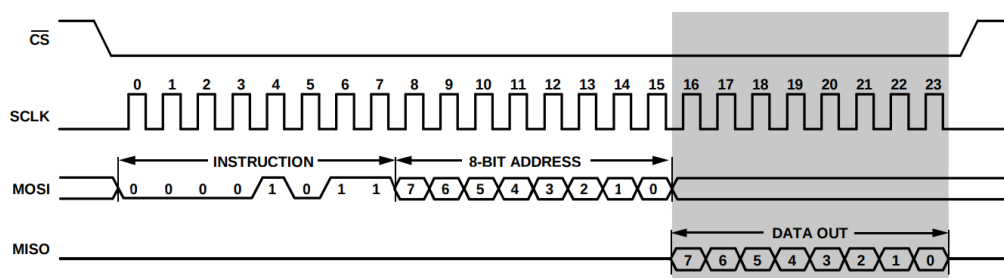 CS
0 1 2 3 4 5 6 7 8 9 10 11 12 13 14 15 16 17 18 19 20 21 22 23
SCLK
INSTRUCTION 8-BIT ADDRESS
MOSI 0 0 0 0 1 0 1 1 7 6 5 4 3 2 1 0
DATA OUT
MISO 7 6 5 4 3 2 1 0